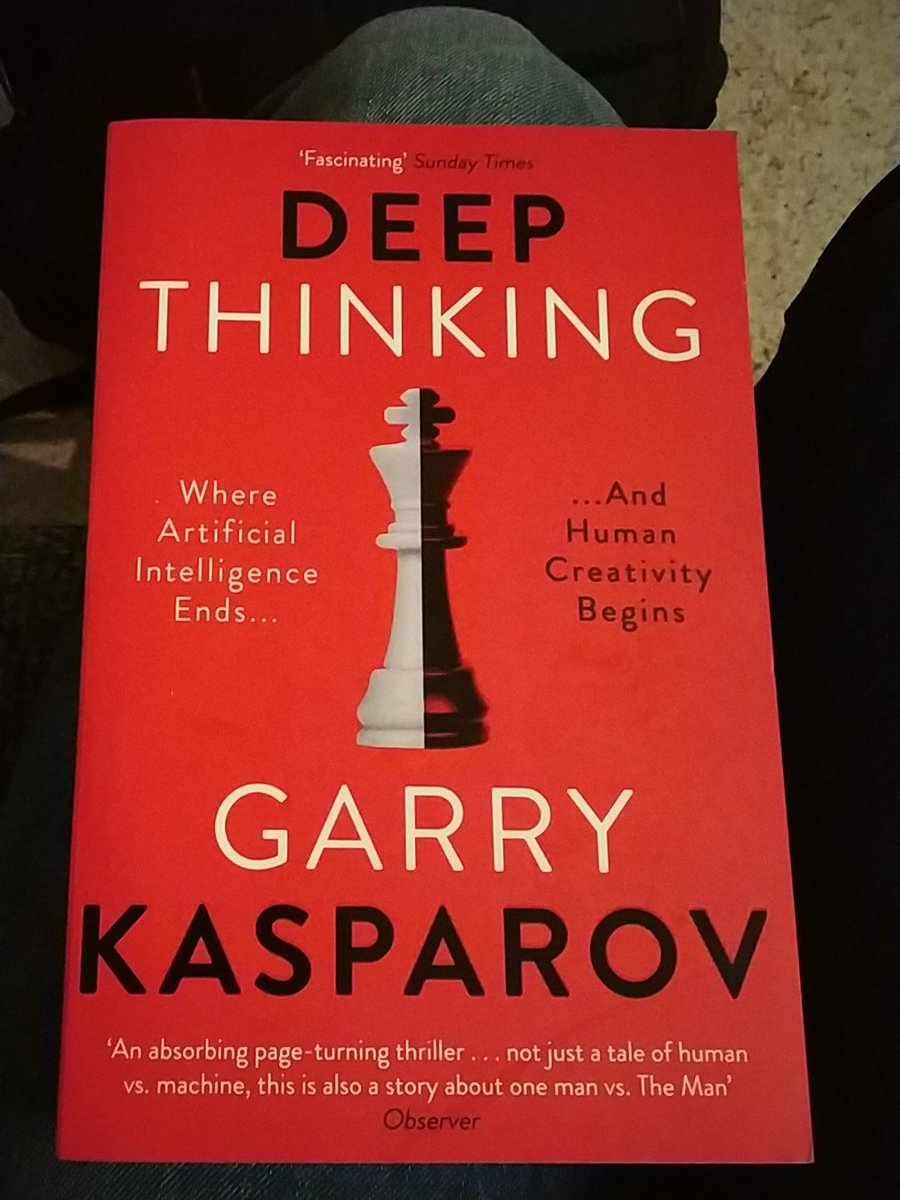 ‘Fascinating’ Sunday Times
DEEP
THINKING
Where
Artificial
Intelligence
Ends...
...And
Human
Creativity
Begins
GARRY
KASPAROV
‘An absorbing page-turning thriller . . . not just a tale of human
vs. machine, this is also a story about one man vs. The Man’
Observer